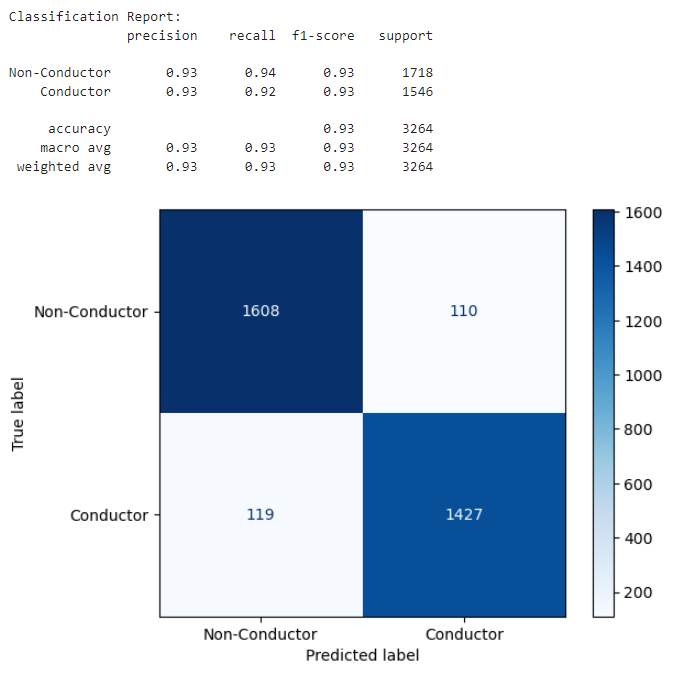 Classification Report:
precision recall f1-score support
Non-Conductor 0.93 0.94 0.93 1718
Conductor 0.93 0.92 0.93 1546
accuracy 0.93 3264
macro avg 0.93 0.93 0.93 3264
weighted avg 0.93 0.93 0.93 3264
True label
Non-Conductor 1608 110
Conductor 119 1427
Non-Conductor Conductor
Predicted label
1600
1400
1200
1000
800
600
400
200